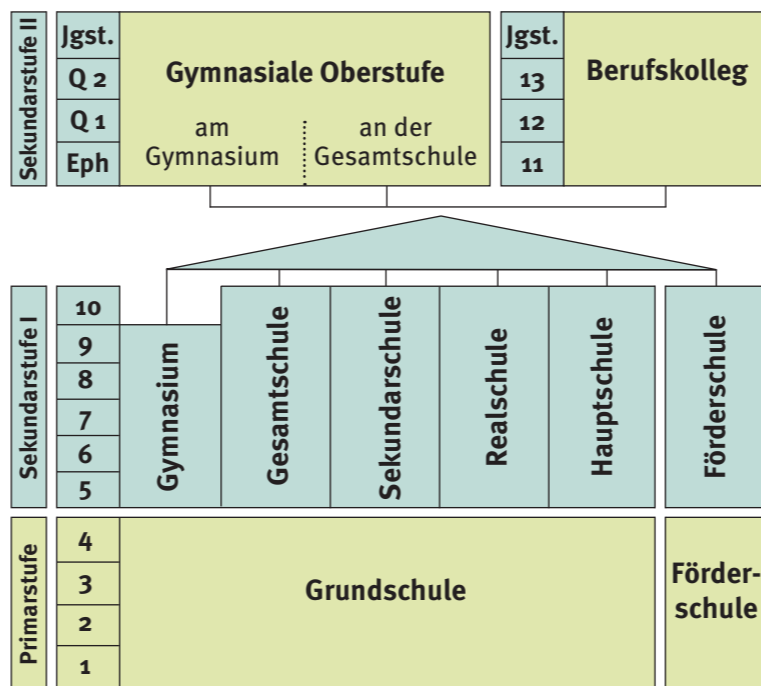 Sekundarstufe II
Jgst.
Q 2
Q 1
Eph
Gymnasiale Oberstufe
am
Gymnasium
an der
Gesamtschule
Jgst.
13
12
11
Berufskolleg
Sekundarstufe I
10
9
8
7
6
5
Gymnasium
Gesamtschule
Sekundarschule
Realschule
Hauptschule
Förderschule
Primarstufe
4
3
2
1
Grundschule
Förder-
schule